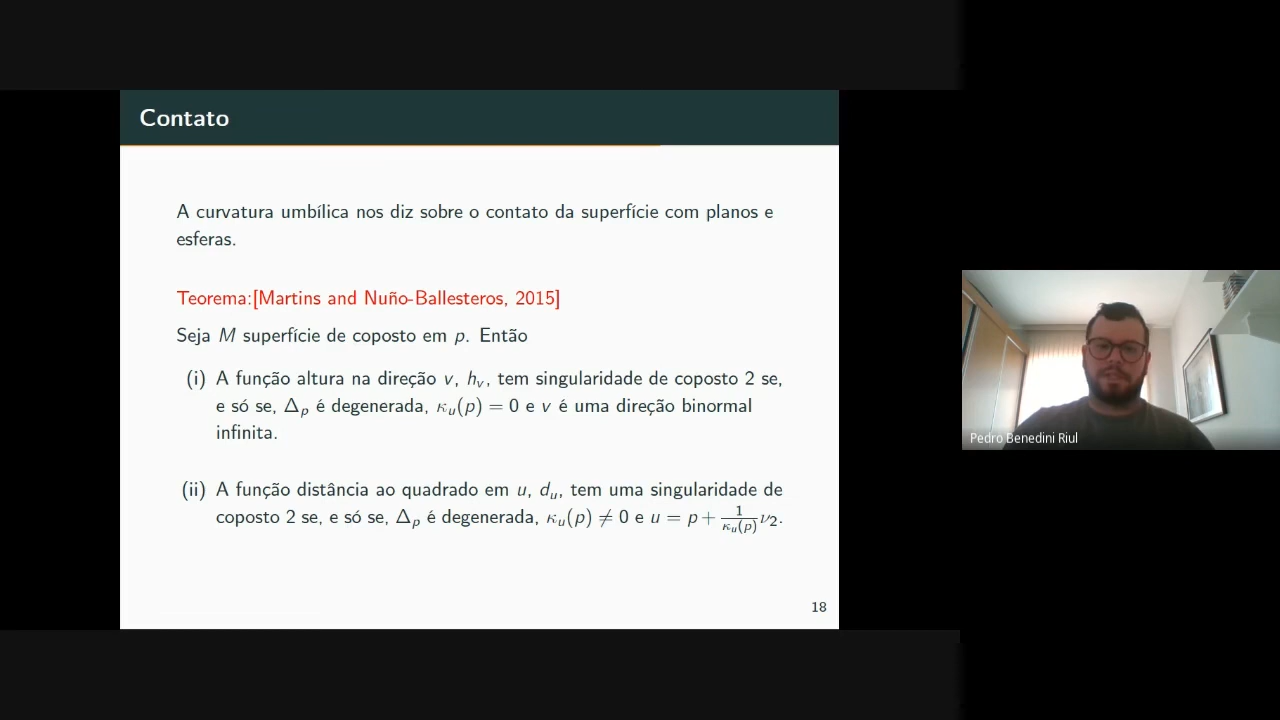 Contato
A curvatura umbílica nos diz sobre o contato da superfície com planos e
esferas.
Teorema:[Martins and Nuño-Ballesteros, 2015]
Seja M superfície de coposto em p. Então
(i) A função altura na direção v, h_v, tem singularidade de coposto 2 se,
e só se, Δ_p é degenerada, κ_u(p) = 0 e v é uma direção binormal
infinita.
(ii) A função distância ao quadrado em u, d_u, tem uma singularidade de
coposto 2 se, e só se, Δ_p é degenerada, κ_u(p) ≠ 0 e u = p + 1/κ_u(p) ν_2.
18
Pedro Benedini Riul